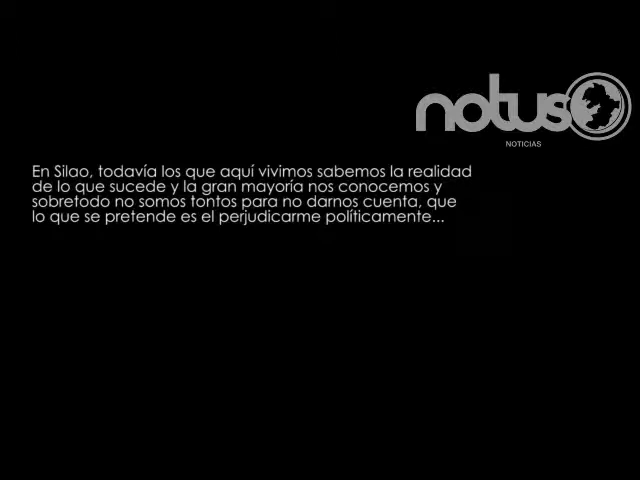 notus
NOTICIAS
En Silao, todavía los que aquí vivimos sabemos la realidad
de lo que sucede y la gran mayoría nos conocemos y
sobretodo no somos tontos para no darnos cuenta, que
lo que se pretende es el perjudicarme políticamente...